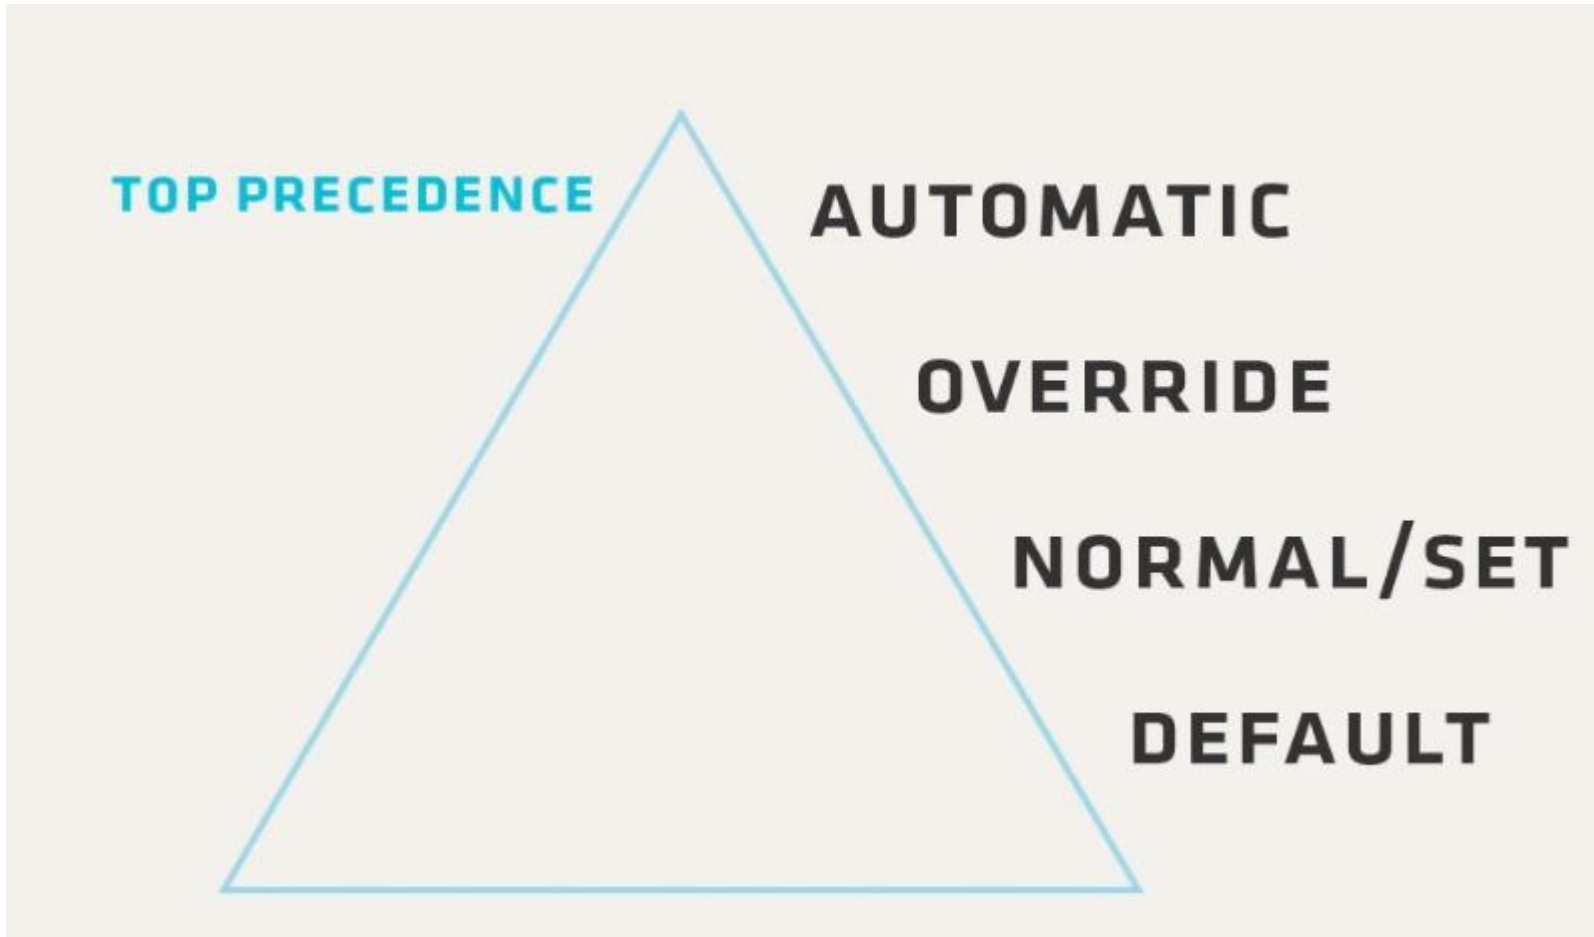 TOP PRECEDENCE
AUTOMATIC
OVERRIDE
NORMAL/SET
DEFAULT